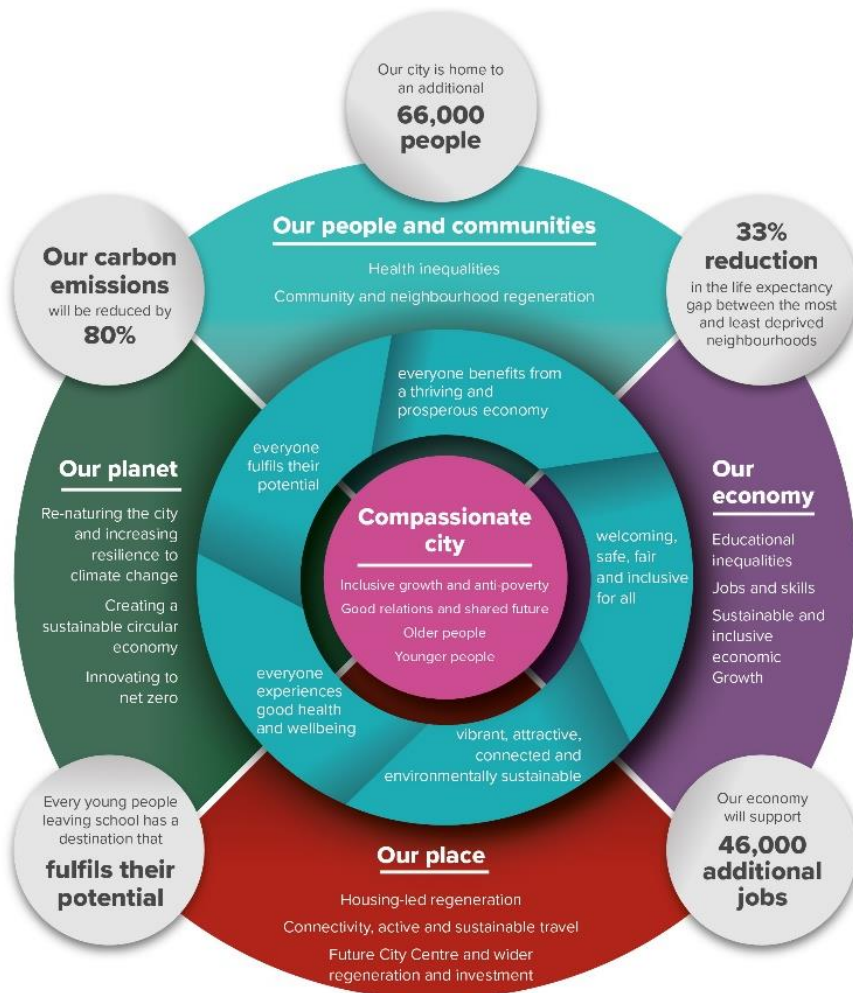 Our city is home to
an additional
66,000
people
Our people and communities
Health inequalities
Community and neighbourhood regeneration
Our carbon
emissions
will be reduced by
80%
33%
reduction
in the life expectancy
gap between the most
and least deprived
neighbourhoods
everyone benefits from
a thriving and
prosperous economy
everyone
fulfils their
potential
welcoming,
safe, fair
and inclusive
for all
everyone
experiences
good health
and wellbeing
vibrant, attractive,
connected and
environmentally sustainable
Compassionate
city
Inclusive growth and anti-poverty
Good relations and shared future
Older people
Younger people
Our planet
Re-naturing the city
and increasing
resilience to
climate change
Creating a
sustainable circular
economy
Innovating to
net zero
Our
economy
Educational
inequalities
Jobs and skills
Sustainable and
inclusive
economic
Growth
Every young people
leaving school has a
destination that
fulfils their
potential
Our place
Housing-led regeneration
Connectivity, active and sustainable travel
Future City Centre and wider
regeneration and investment
Our economy
will support
46,000
additional
jobs